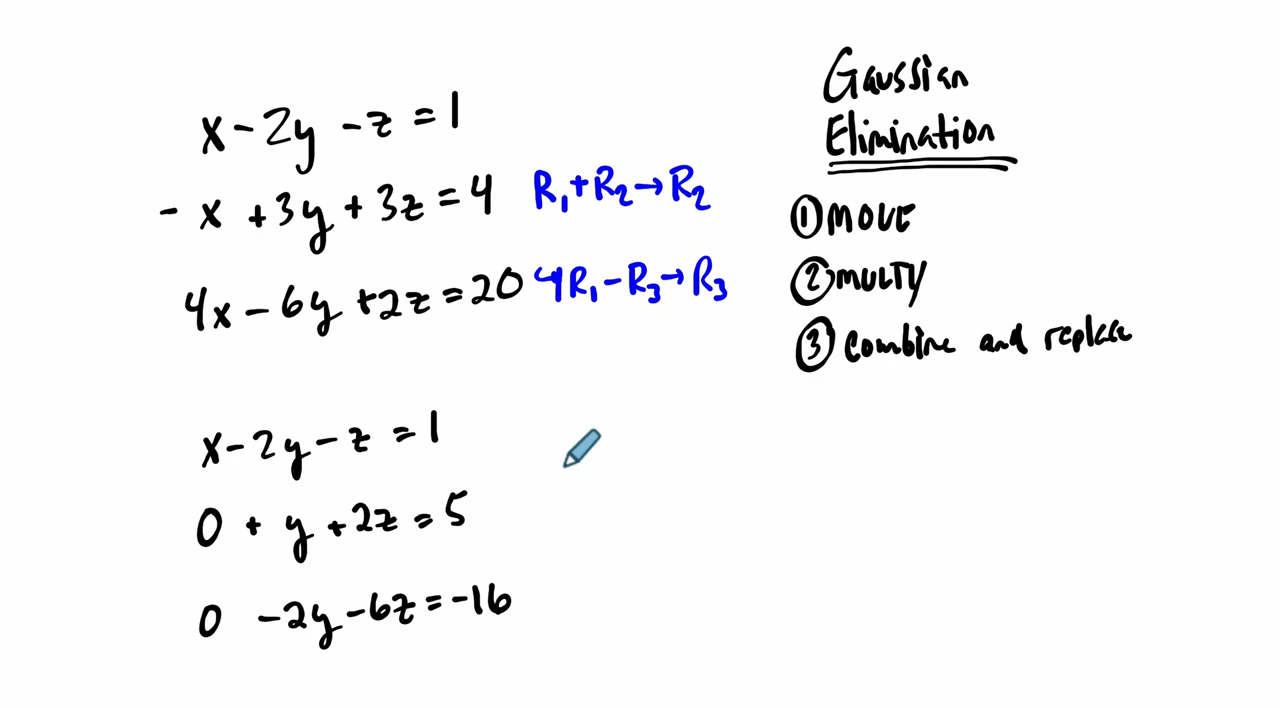 x - 2y - z = 1
- x + 3y + 3z = 4 R₁ + R₂ → R₂
4x - 6y + 2z = 20 4R₁ - R₃ → R₃
x - 2y - z = 1
0 + y + 2z = 5
0 - 2y - 6z = -16
Gaussian
Elimination
① MOVE
② MULTY
③ combine and replace